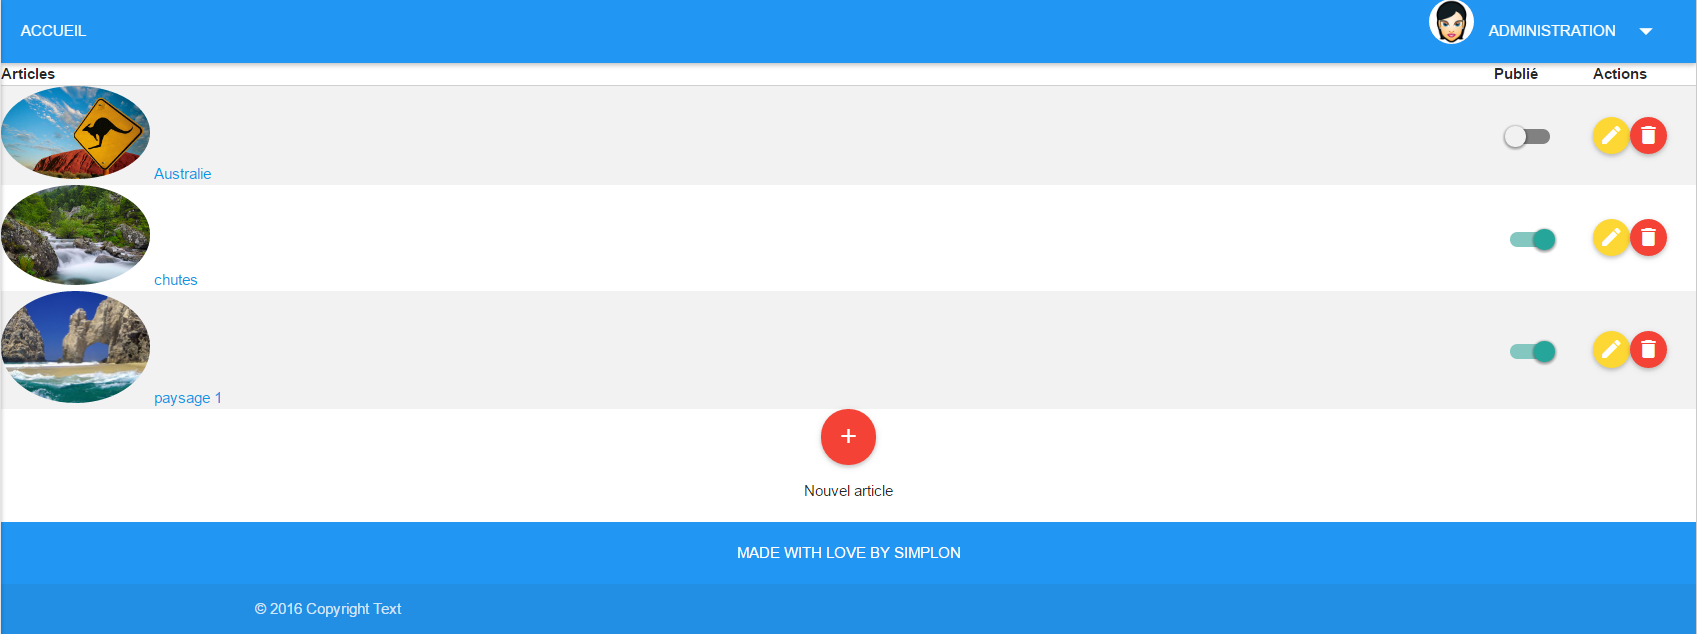 ACCUEIL
ADMINISTRATION
Articles Publié Actions
Australie
chutes
paysage 1
+
Nouvel article
MADE WITH LOVE BY SIMPLON
© 2016 Copyright Text